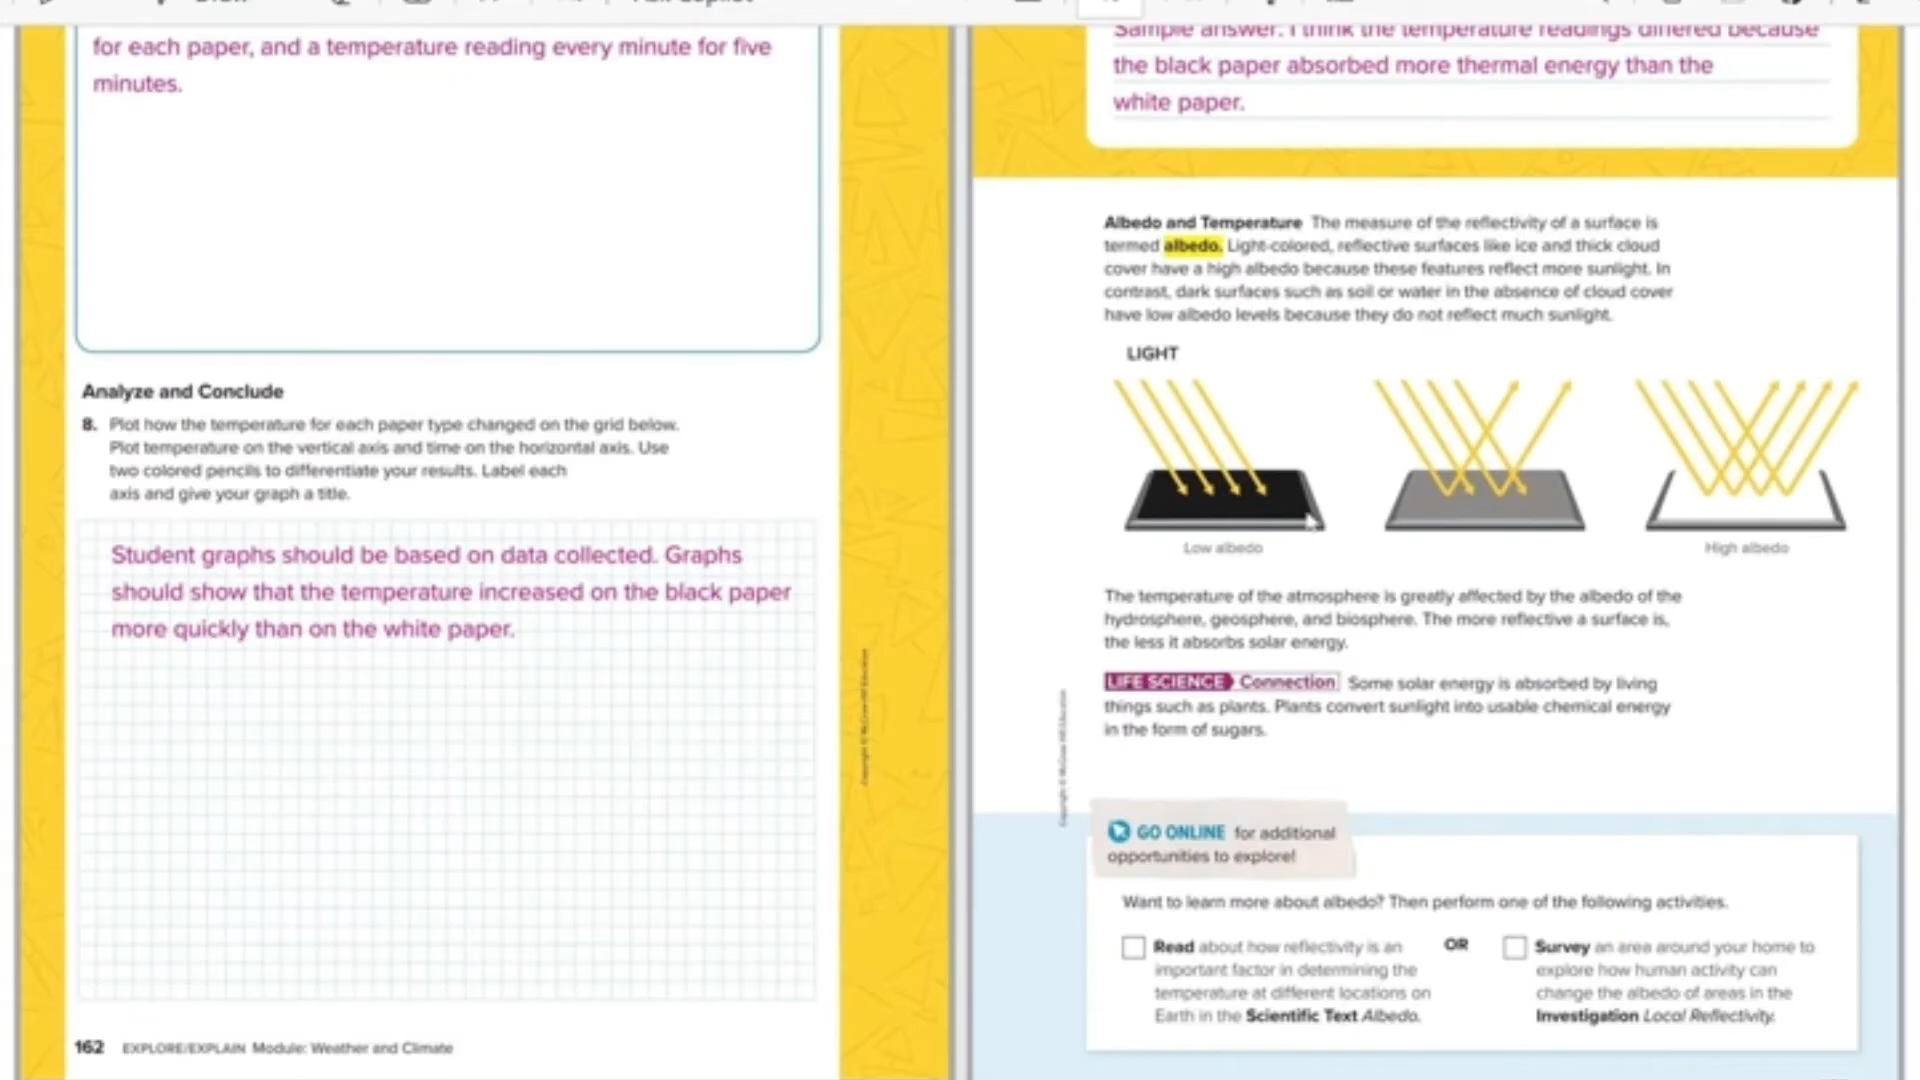 for each paper, and a temperature reading every minute for five
minutes.
Analyze and Conclude
8. Plot how the temperature for each paper type changed on the grid below.
Plot temperature on the vertical axis and time on the horizontal axis. Use
two colored pencils to differentiate your results. Label each
axis and give your graph a title.
Student graphs should be based on data collected. Graphs
should show that the temperature increased on the black paper
more quickly than on the white paper.
Copyright © McGraw-Hill Education
162 EXPLORE/EXPLAIN Module: Weather and Climate
Sample answer: I think the temperature readings differed because
the black paper absorbed more thermal energy than the
white paper.
Albedo and Temperature The measure of the reflectivity of a surface is
termed albedo. Light-colored, reflective surfaces like ice and thick cloud
cover have a high albedo because these features reflect more sunlight. In
contrast, dark surfaces such as soil or water in the absence of cloud cover
have low albedo levels because they do not reflect much sunlight.
LIGHT
Low albedo
High albedo
The temperature of the atmosphere is greatly affected by the albedo of the
hydrosphere, geosphere, and biosphere. The more reflective a surface is,
the less it absorbs solar energy.
LIFE SCIENCE Connection Some solar energy is absorbed by living
things such as plants. Plants convert sunlight into usable chemical energy
in the form of sugars.
Copyright © McGraw-Hill Education
GO ONLINE for additional
opportunities to explore!
Want to learn more about albedo? Then perform one of the following activities.
Read about how reflectivity is an
important factor in determining the
temperature at different locations on
Earth in the Scientific Text Albedo.
OR
Survey an area around your home to
explore how human activity can
change the albedo of areas in the
Investigation Local Reflectivity.